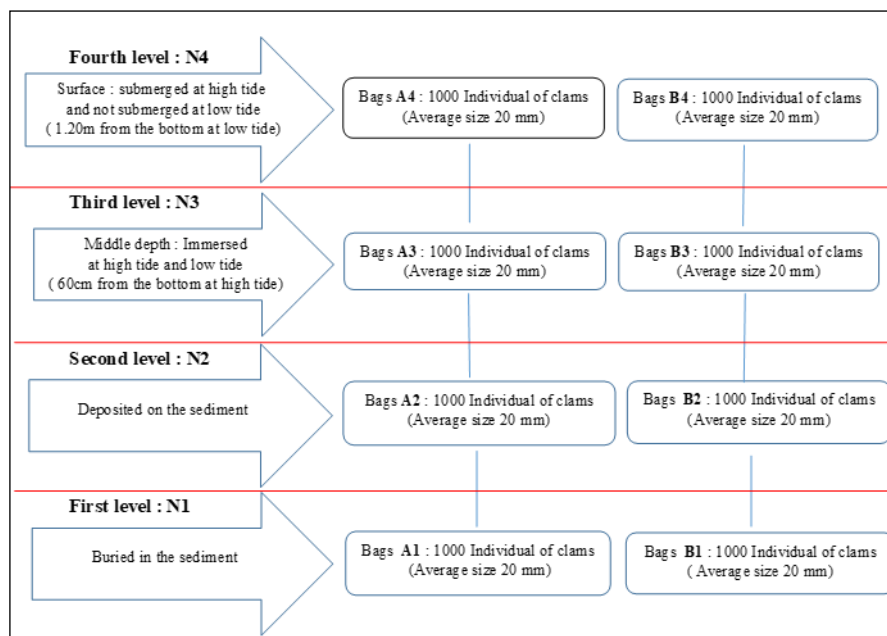 Fourth level : N4
Surface : submerged at high tide
and not submerged at low tide
( 1.20m from the bottom at low tide)
Bags A4 : 1000 Individual of clams
(Average size 20 mm)
Bags B4 : 1000 Individual of clams
(Average size 20 mm)
Third level : N3
Middle depth : Immersed
at high tide and low tide
( 60cm from the bottom at high tide)
Bags A3 : 1000 Individual of clams
(Average size 20 mm)
Bags B3 : 1000 Individual of clams
(Average size 20 mm)
Second level : N2
Deposited on the sediment
Bags A2 : 1000 Individual of clams
(Average size 20 mm)
Bags B2 : 1000 Individual of clams
(Average size 20 mm)
First level : N1
Buried in the sediment
Bags A1 : 1000 Individual of clams
(Average size 20 mm)
Bags B1 : 1000 Individual of clams
( Average size 20 mm)